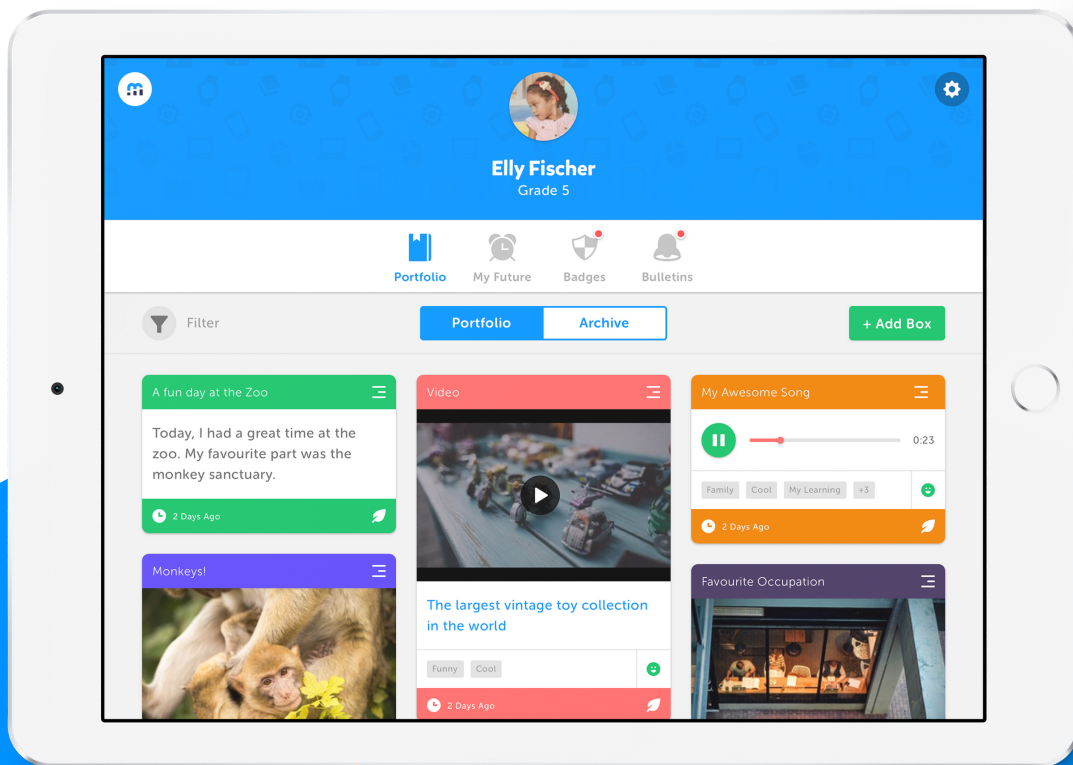 m
Elly Fischer
Grade 5
Portfolio
My Future
Badges
Bulletins
Filter
Portfolio
Archive
+ Add Box
A fun day at the Zoo
Today, I had a great time at the
zoo. My favourite part was the
monkey sanctuary.
2 Days Ago
Monkeys!
Video
The largest vintage toy collection
in the world
Funny
Cool
2 Days Ago
My Awesome Song
0:23
Family
Cool
My Learning
+3
2 Days Ago
Favourite Occupation